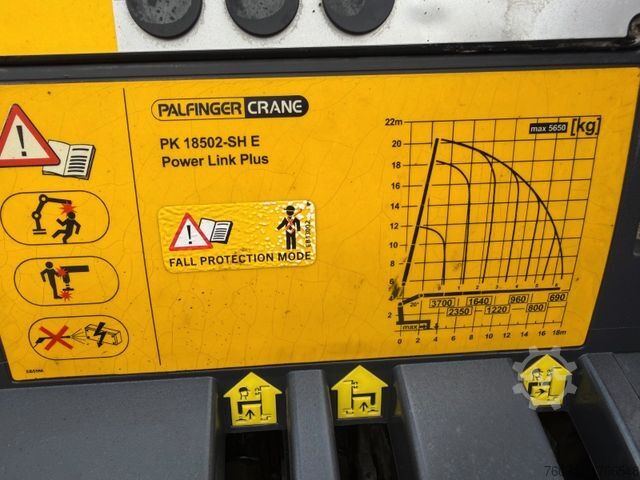 PALFINGER CRANE
PK 18502-SH E
Power Link Plus
FALL PROTECTION MODE
22m
max 5650 [kg]
20
18
16
14
12
10
8
6
4
2
0
20°
3700 1640 960 690
2350 1220 800
max
0 2 4 6 8 10 12 14 16 18m